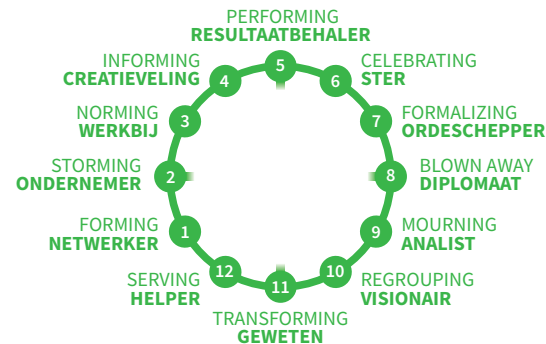 PERFORMING
RESULTAATBEHALER
5
INFORMING
CREATIEVELING
4
CELEBRATING
STER
6
NORMING
WERKBIJ
3
FORMALIZING
ORDESCHEPPER
7
STORMING
ONDERNEMER
2
BLOWN AWAY
DIPLOMAAT
8
FORMING
NETWERKER
1
MOURNING
ANALIST
9
SERVING
HELPER
12
REGROUPING
VISIONAIR
10
11
TRANSFORMING
GEWETEN